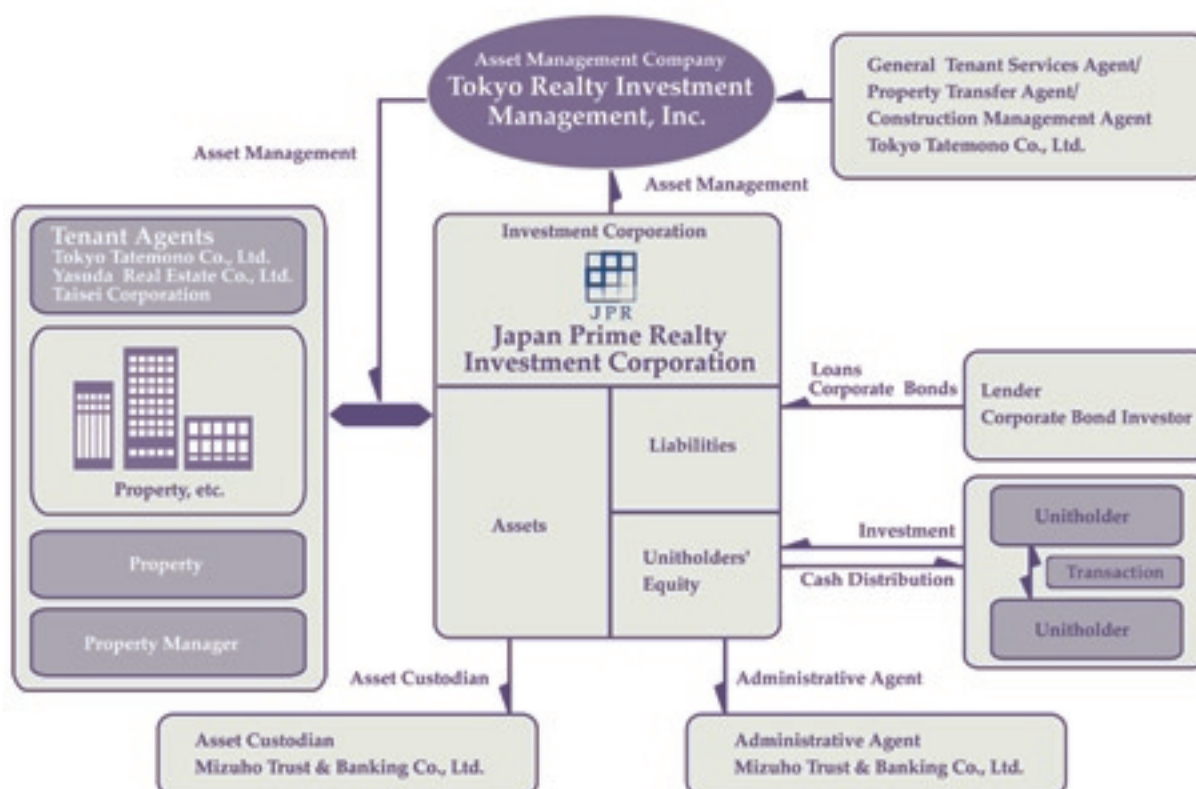 Asset Management Company
Tokyo Realty Investment
Management, Inc.
General Tenant Services Agent/
Property Transfer Agent/
Construction Management Agent
Tokyo Tatemono Co., Ltd.
Asset Management
Asset Management
Tenant Agents
Tokyo Tatemono Co., Ltd.
Yasuda Real Estate Co., Ltd.
Taisei Corporation
Property, etc.
Property
Property Manager
Investment Corporation
JPR
Japan Prime Realty
Investment Corporation
Assets
Liabilities
Unitholders'
Equity
Loans
Corporate Bonds
Lender
Corporate Bond Investor
Investment
Cash Distribution
Unitholder
Transaction
Unitholder
Asset Custodian
Administrative Agent
Asset Custodian
Mizuho Trust & Banking Co., Ltd.
Administrative Agent
Mizuho Trust & Banking Co., Ltd.